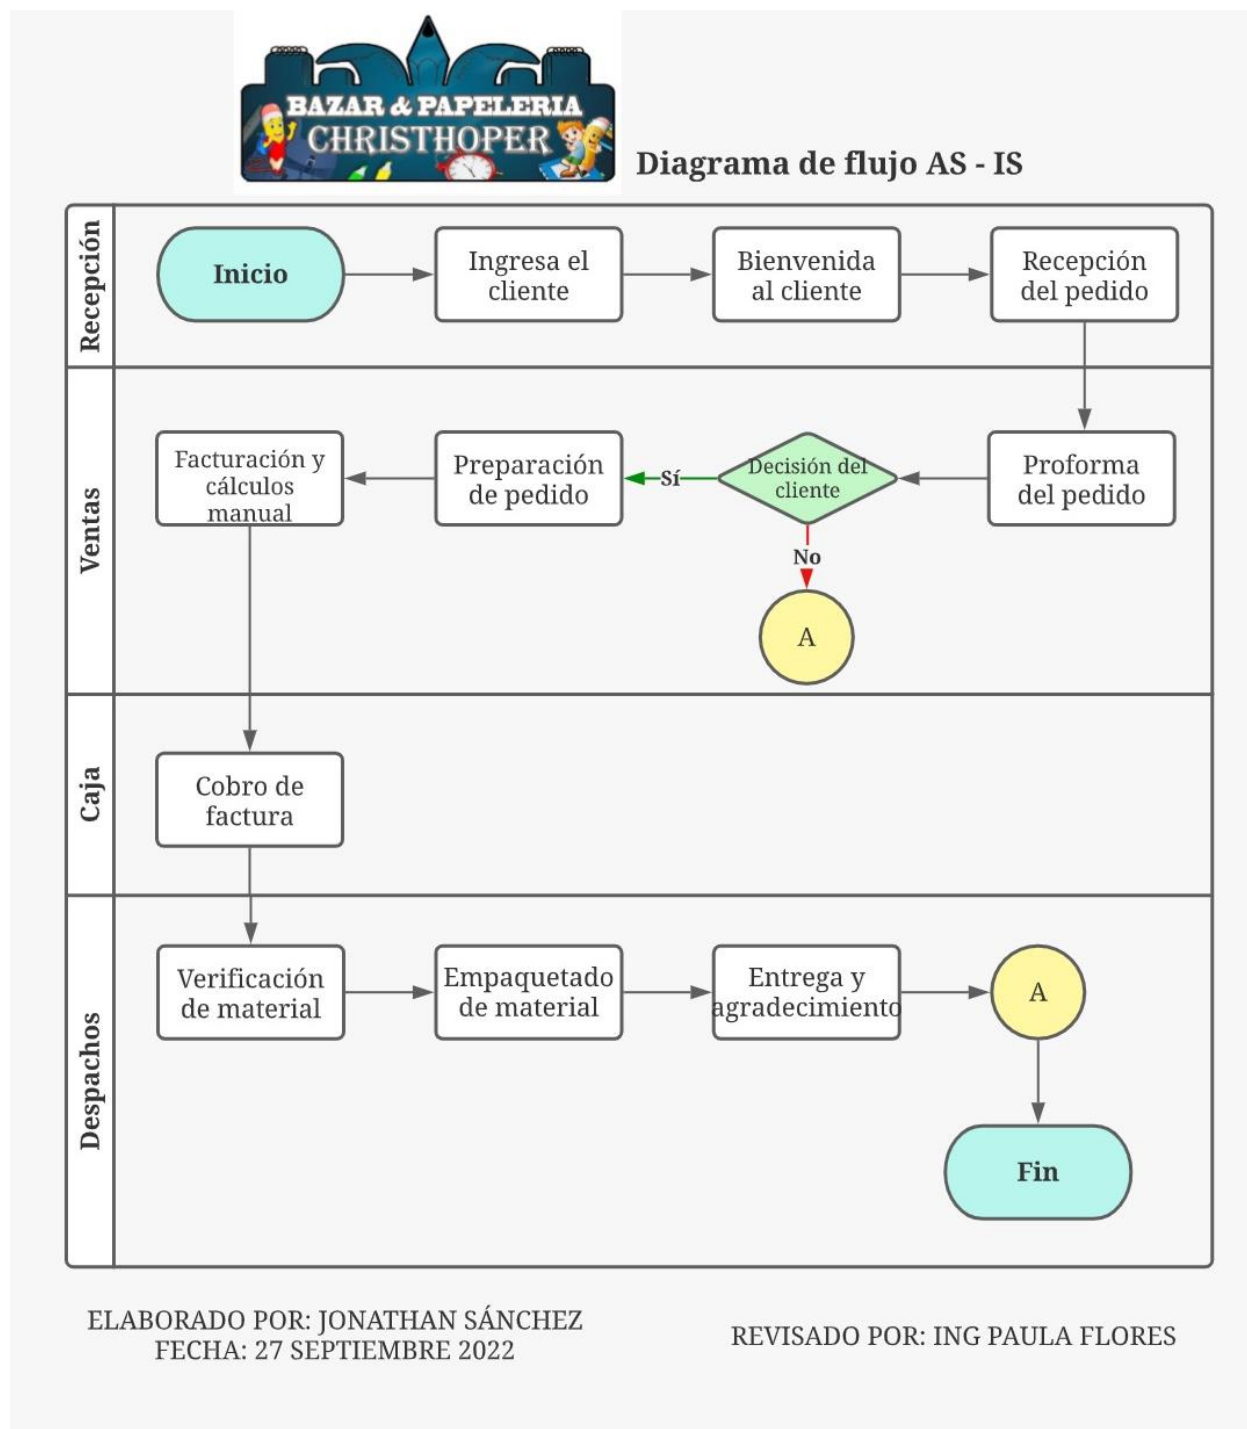 BAZAR & PAPELERIA
CHRISTHOPER
Diagrama de flujo AS - IS
Recepción
Inicio
Ingresa el
cliente
Bienvenida
al cliente
Recepción
del pedido
Ventas
Proforma
del pedido
Decisión del
cliente
Sí
No
A
Preparación
de pedido
Facturación y
cálculos
manual
Caja
Cobro de
factura
Despachos
Verificación
de material
Empaquetado
de material
Entrega y
agradecimiento
A
Fin
ELABORADO POR: JONATHAN SÁNCHEZ
FECHA: 27 SEPTIEMBRE 2022
REVISADO POR: ING PAULA FLORES